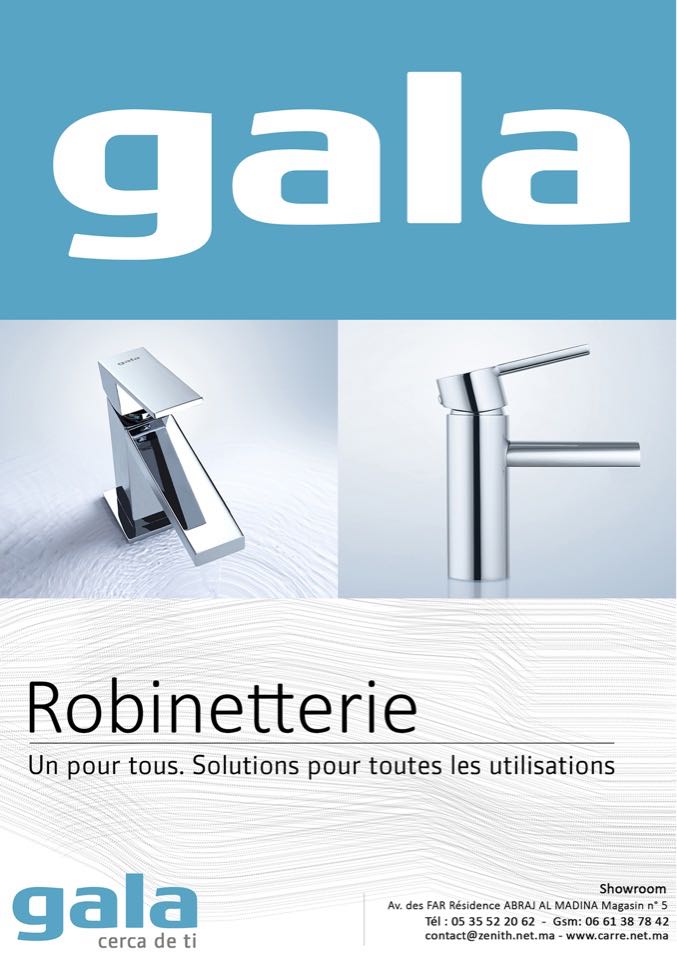 gala
gala
Robinetterie
Un pour tous. Solutions pour toutes les utilisations
gala
cerca de ti
Showroom
Av. des FAR Résidence ABRAJ AL MADINA Magasin n° 5
Tél : 05 35 52 20 62 - Gsm: 06 61 38 78 42
contact@zenith.net.ma - www.carre.net.ma